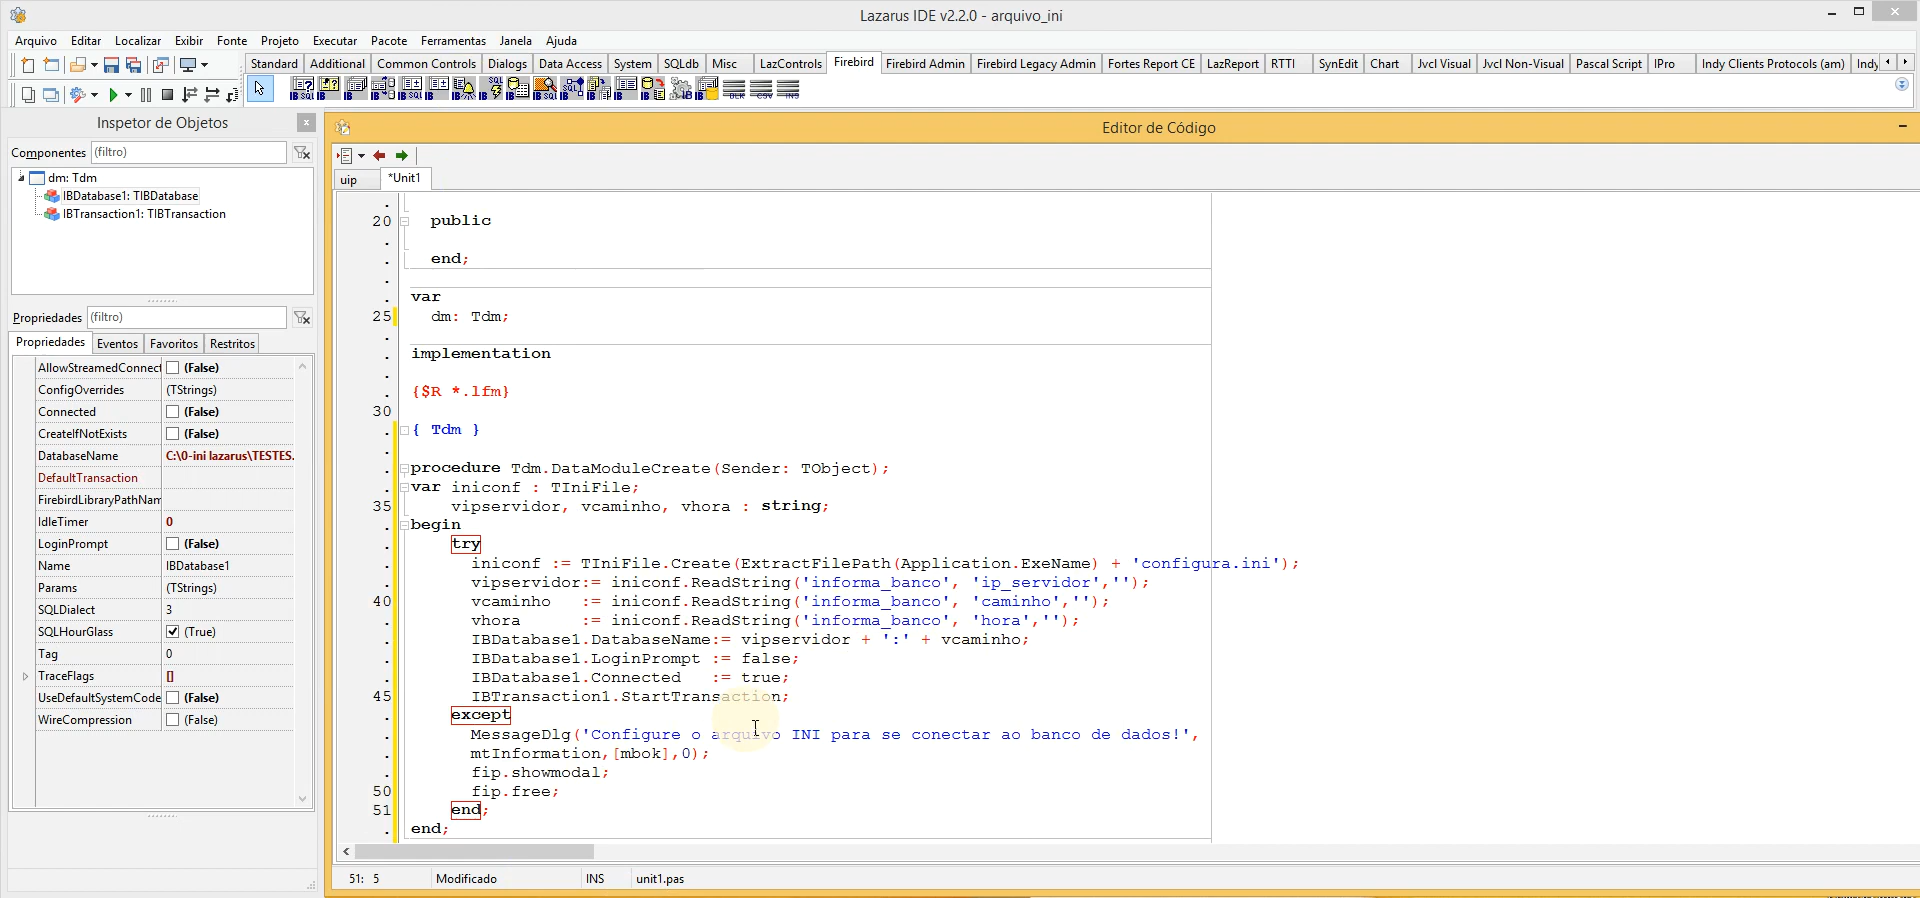 Lazarus IDE v2.2.0 - arquivo_ini
Arquivo Editar Localizar Exibir Fonte Projeto Executar Pacote Ferramentas Janela Ajuda
Standard Additional Common Controls Dialogs Data Access System SQLdb Misc LazControls Firebird Firebird Admin Firebird Legacy Admin Fortes Report CE LazReport RTTI SynEdit Chart Jvcl Visual Jvcl Non-Visual Pascal Script IPro Indy Clients Protocols (am) Indy
Inspetor de Objetos
Editor de Código
Componentes (filtro)
dm: Tdm
IBDatabase1: TIBDatabase
IBTransaction1: TIBTransaction
Propriedades (filtro)
Propriedades Eventos Favoritos Restritos
AllowStreamedConnect (False)
ConfigOverrides (TStrings)
Connected (False)
CreateIfNotExists (False)
DatabaseName C:\0-ini lazarus\TESTES.
DefaultTransaction
FirebirdLibraryPathNam
IdleTimer 0
LoginPrompt (False)
Name IBDatabase1
Params (TStrings)
SQLDialect 3
SQLHourGlass (True)
Tag 0
TraceFlags []
UseDefaultSystemCode (False)
WireCompression (False)
uip *Unit1
20 public
end;
var
25 dm: Tdm;
implementation
{$R *.lfm}
30
{ Tdm }
procedure Tdm.DataModuleCreate(Sender: TObject);
var iniconf : TIniFile;
35 vipservidor, vcaminho, vhora : string;
begin
try
iniconf := TIniFile.Create(ExtractFilePath(Application.ExeName) + 'configura.ini');
vipservidor:= iniconf.ReadString('informa_banco', 'ip_servidor','');
40 vcaminho := iniconf.ReadString('informa_banco', 'caminho','');
vhora := iniconf.ReadString('informa_banco', 'hora','');
IBDatabase1.DatabaseName:= vipservidor + ':' + vcaminho;
IBDatabase1.LoginPrompt := false;
IBDatabase1.Connected := true;
45 IBTransaction1.StartTransaction;
except
MessageDlg('Configure o arquivo INI para se conectar ao banco de dados!',
mtInformation,[mbok],0);
fip.showmodal;
50 fip.free;
51 end;
end;
51: 5 Modificado INS unit1.pas